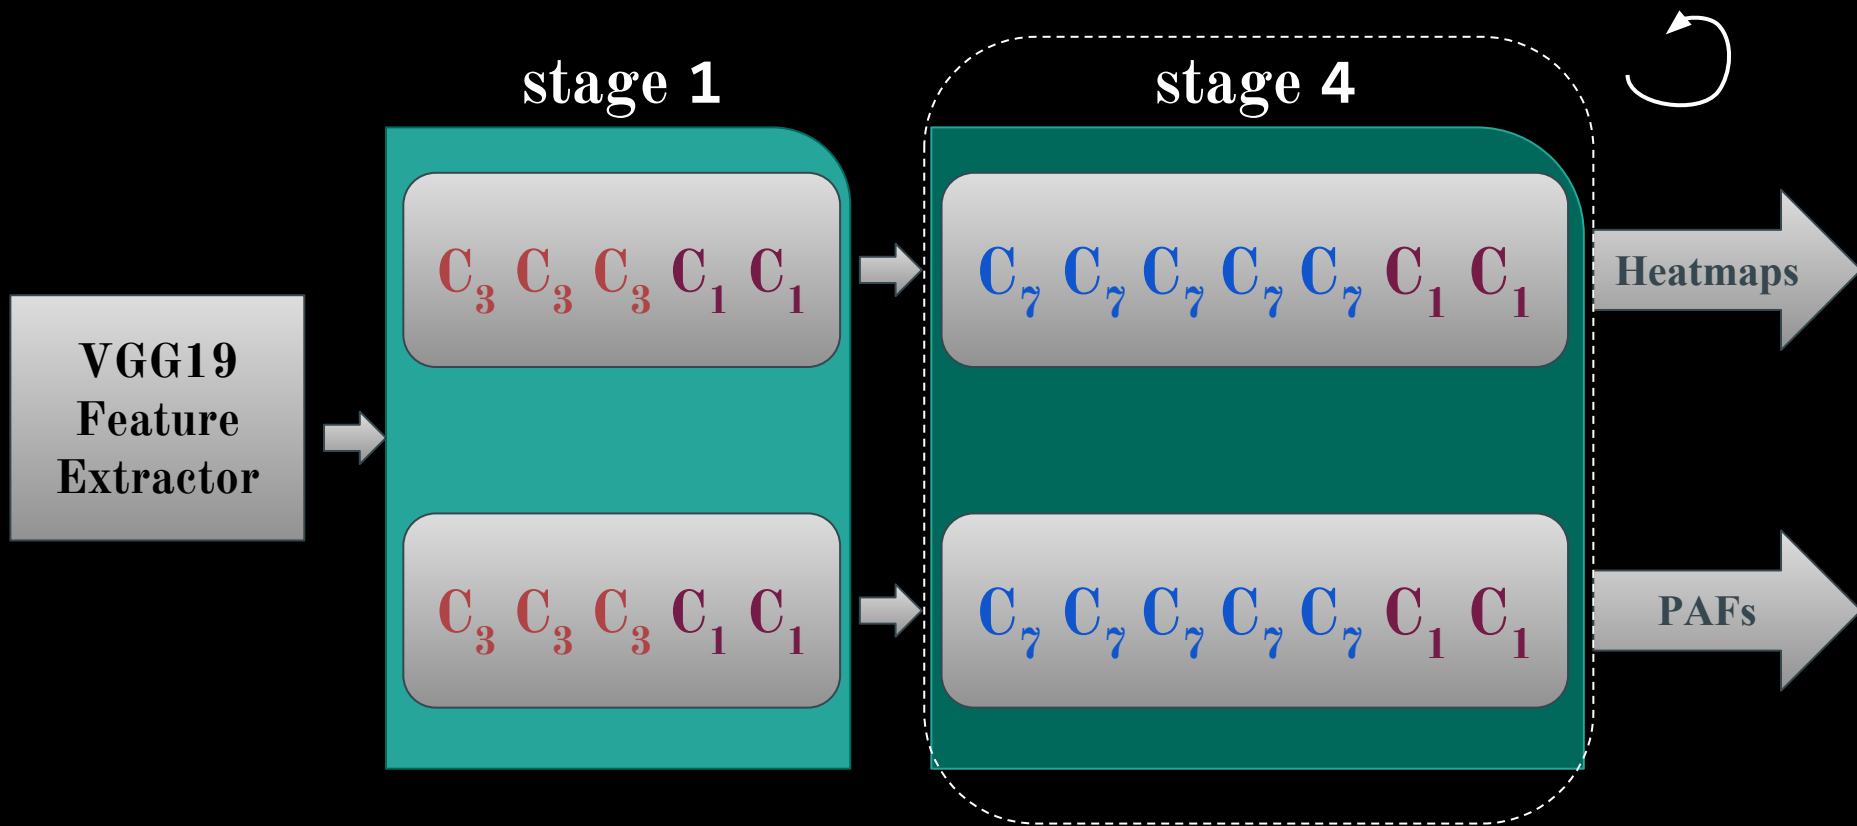 stage 1
stage 4
VGG19
Feature
Extractor
C3 C3 C3 C1 C1
C7 C7 C7 C7 C7 C1 C1
Heatmaps
C3 C3 C3 C1 C1
C7 C7 C7 C7 C7 C1 C1
PAFs